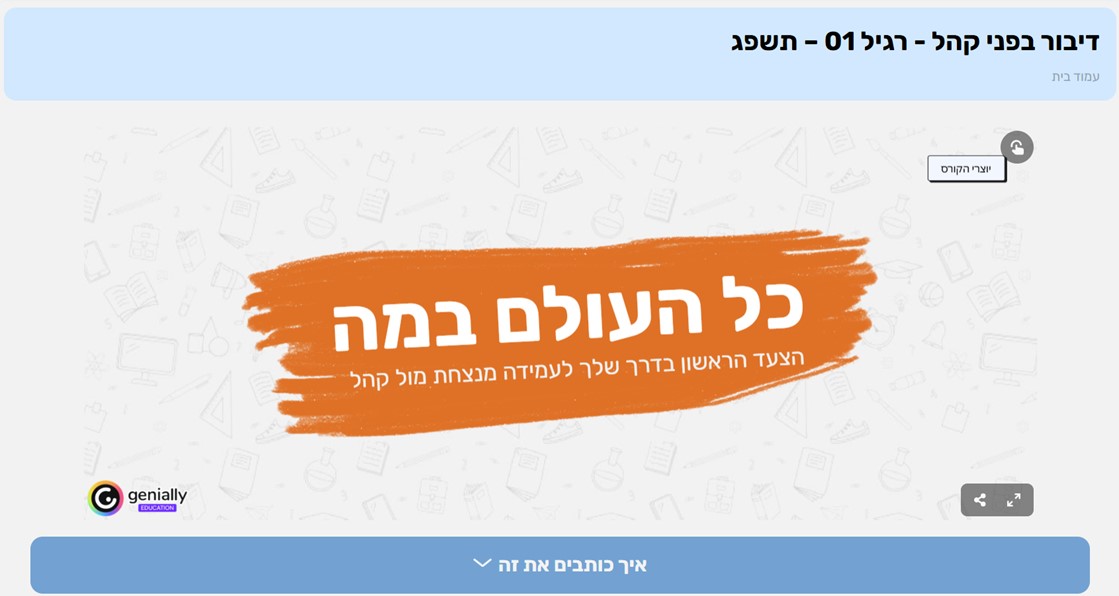 דיבור בפני קהל - רגיל 01 – תשפג
עמוד בית
יוצרי הקורס
כל העולם במה
הצעד הראשון בדרך שלך לעמידה מנצחת מול קהל
genially
EDUCATION
איך כותבים את זה